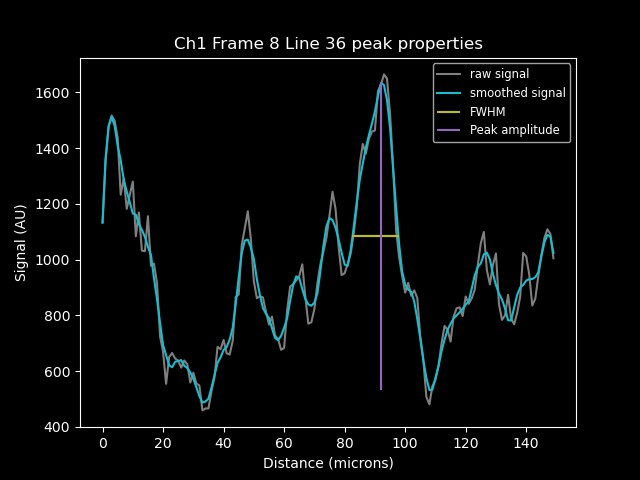 Ch1 Frame 8 Line 36 peak properties
raw signal
smoothed signal
FWHM
Peak amplitude
Signal (AU)
1600
1400
1200
1000
800
600
400
0 20 40 60 80 100 120 140
Distance (microns)